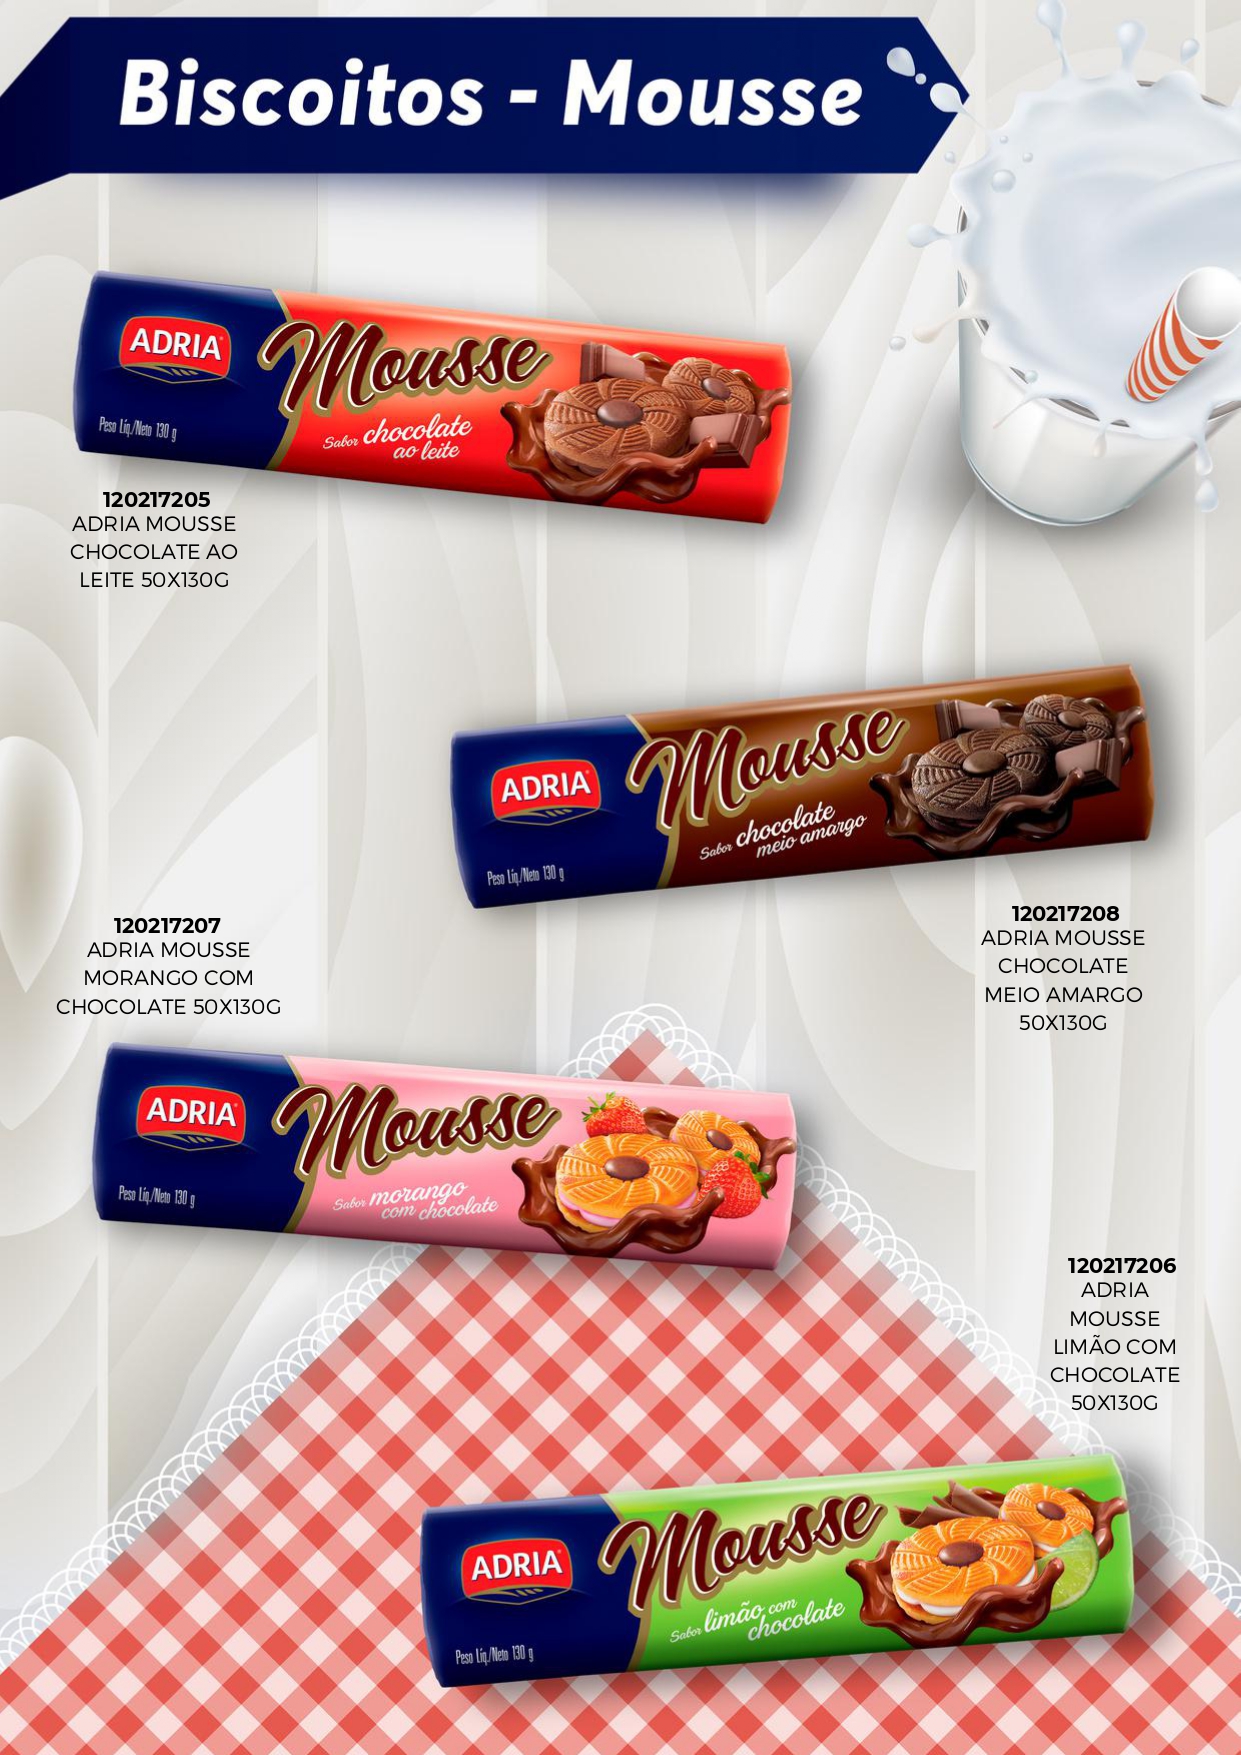 Biscoitos - Mousse
ADRIA
Mousse
Sabor chocolate
ao leite
Peso Líq./Neto 130 g
120217205
ADRIA MOUSSE
CHOCOLATE AO
LEITE 50X130G
ADRIA
Mousse
Sabor chocolate
meio amargo
Peso Líq./Neto 130 g
120217208
ADRIA MOUSSE
CHOCOLATE
MEIO AMARGO
50X130G
120217207
ADRIA MOUSSE
MORANGO COM
CHOCOLATE 50X130G
ADRIA
Mousse
Sabor morango
com chocolate
Peso Líq./Neto 130 g
120217206
ADRIA
MOUSSE
LIMÃO COM
CHOCOLATE
50X130G
ADRIA
Mousse
Sabor limão com
chocolate
Peso Líq./Neto 130 g